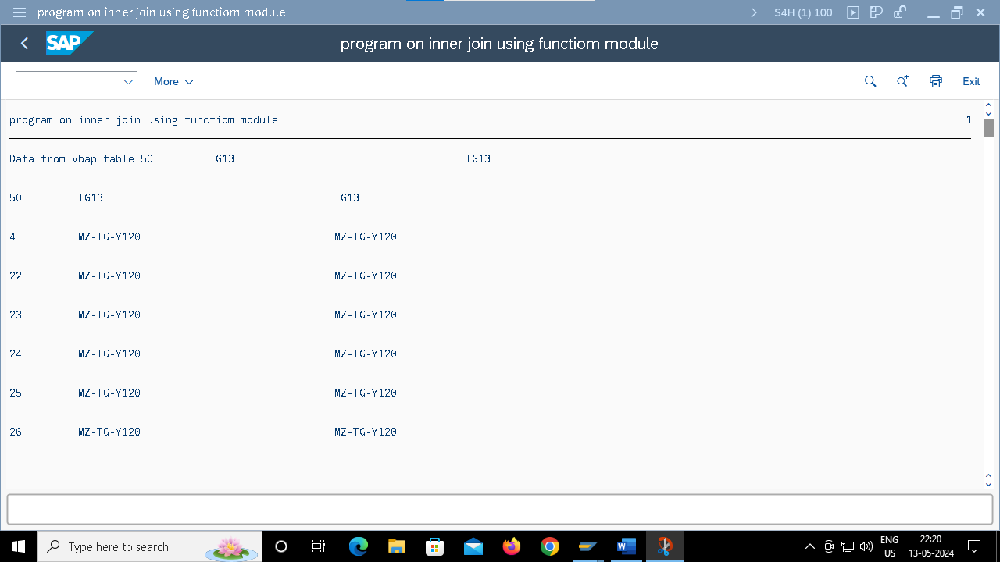 program on inner join using functiom module
S4H (1) 100
SAP
program on inner join using functiom module
More
Exit
program on inner join using functiom module 1
Data from vbap table 50 TG13 TG13
50 TG13 TG13
4 MZ-TG-Y120 MZ-TG-Y120
22 MZ-TG-Y120 MZ-TG-Y120
23 MZ-TG-Y120 MZ-TG-Y120
24 MZ-TG-Y120 MZ-TG-Y120
25 MZ-TG-Y120 MZ-TG-Y120
26 MZ-TG-Y120 MZ-TG-Y120
Type here to search
ENG
US
22:20
13-05-2024